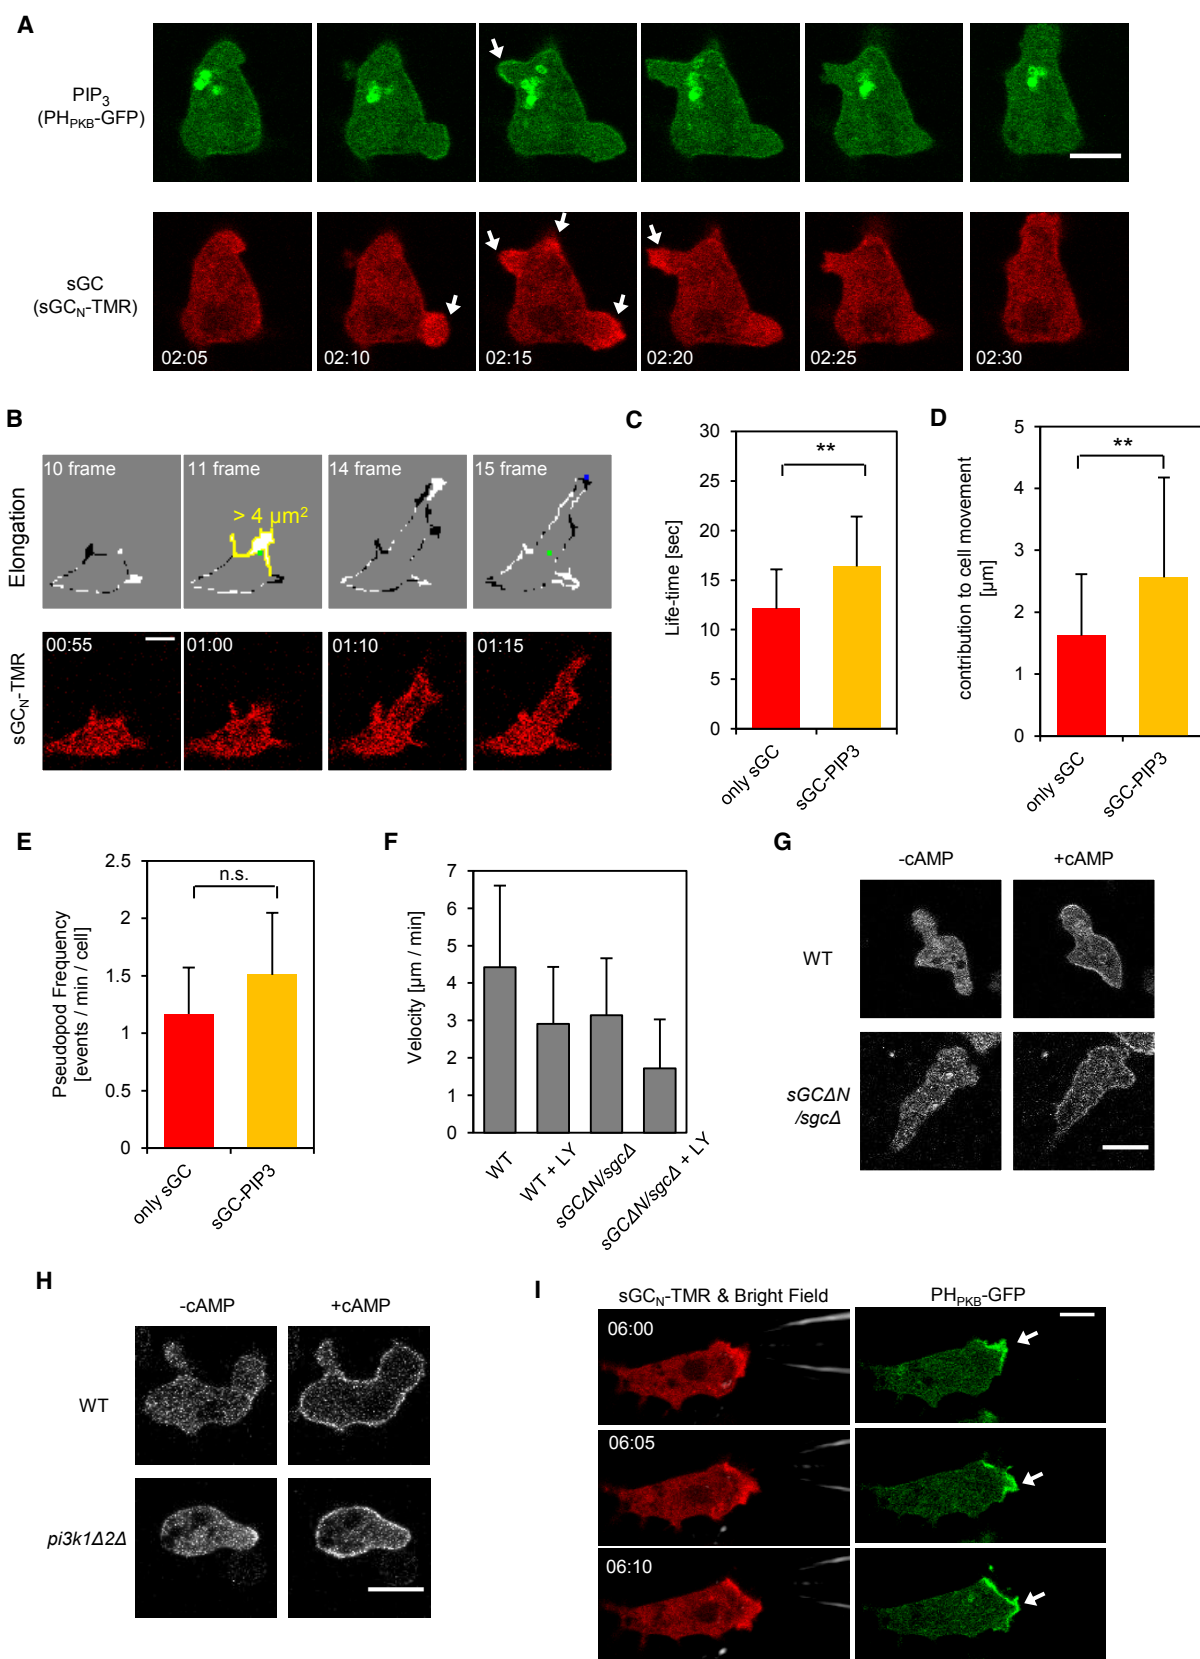 A
PIP3
(PHPKB-GFP)
sGC
(sGCN-TMR)
02:05
02:10
02:15
02:20
02:25
02:30
B
Elongation
10 frame
11 frame
14 frame
15 frame
> 4 μm²
sGCN-TMR
00:55
01:00
01:10
01:15
C
Life-time [sec]
30
25
20
15
10
5
0
**
only sGC
sGC-PIP3
D
contribution to cell movement
[μm]
5
4
3
2
1
0
**
only sGC
sGC-PIP3
E
Pseudopod Frequency
[events / min / cell]
2.5
2
1.5
1
0.5
0
n.s.
only sGC
sGC-PIP3
F
Velocity [μm / min]
7
6
5
4
3
2
1
0
WT
WT + LY
sGCΔN/sgcΔ
sGCΔN/sgcΔ + LY
G
-cAMP
+cAMP
WT
sGCΔN
/sgcΔ
H
-cAMP
+cAMP
WT
pi3k1Δ2Δ
I
sGCN-TMR & Bright Field
PHPKB-GFP
06:00
06:05
06:10